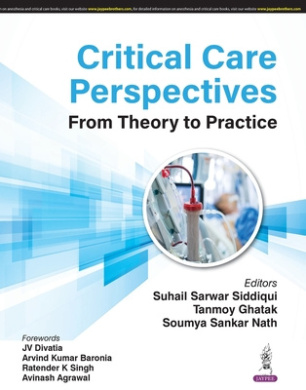 Critical Care
Perspectives
From Theory to Practice
Editors
Suhail Sarwar Siddiqui
Tanmoy Ghatak
Soumya Sankar Nath
Forewords
JV Divatia
Arvind Kumar Baronia
Ratender K Singh
Avinash Agrawal
JAYPEE